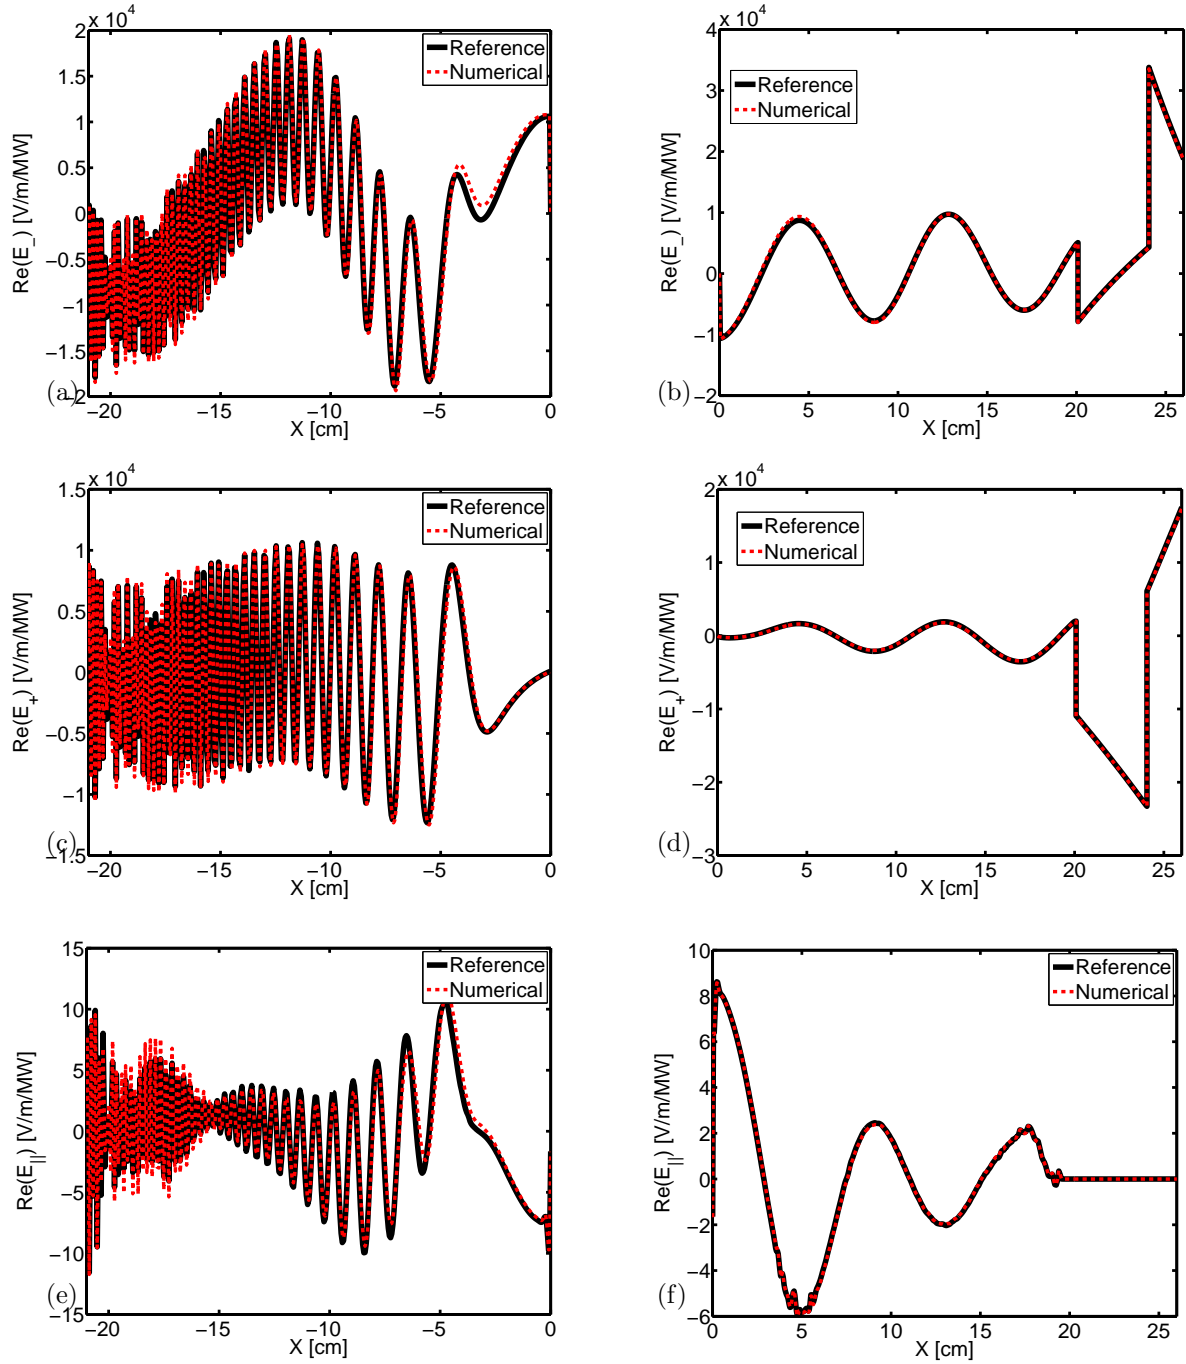 x 10^4
2
1.5
1
0.5
0
−0.5
−1
−1.5
−2
−20 −15 −10 −5 0
X [cm]
Re(E_−) [V/m/MW]
Reference
Numerical
(a)
x 10^4
4
3
2
1
0
−1
−2
0 5 10 15 20 25
X [cm]
Re(E_−) [V/m/MW]
Reference
Numerical
(b)
x 10^4
1.5
1
0.5
0
−0.5
−1
−1.5
−20 −15 −10 −5 0
X [cm]
Re(E_+) [V/m/MW]
Reference
Numerical
(c)
x 10^4
2
1
0
−1
−2
−3
0 5 10 15 20 25
X [cm]
Re(E_+) [V/m/MW]
Reference
Numerical
(d)
15
10
5
0
−5
−10
−15
−20 −15 −10 −5 0
X [cm]
Re(E_||) [V/m/MW]
Reference
Numerical
(e)
10
8
6
4
2
0
−2
−4
−6
0 5 10 15 20 25
X [cm]
Re(E_||) [V/m/MW]
Reference
Numerical
(f)